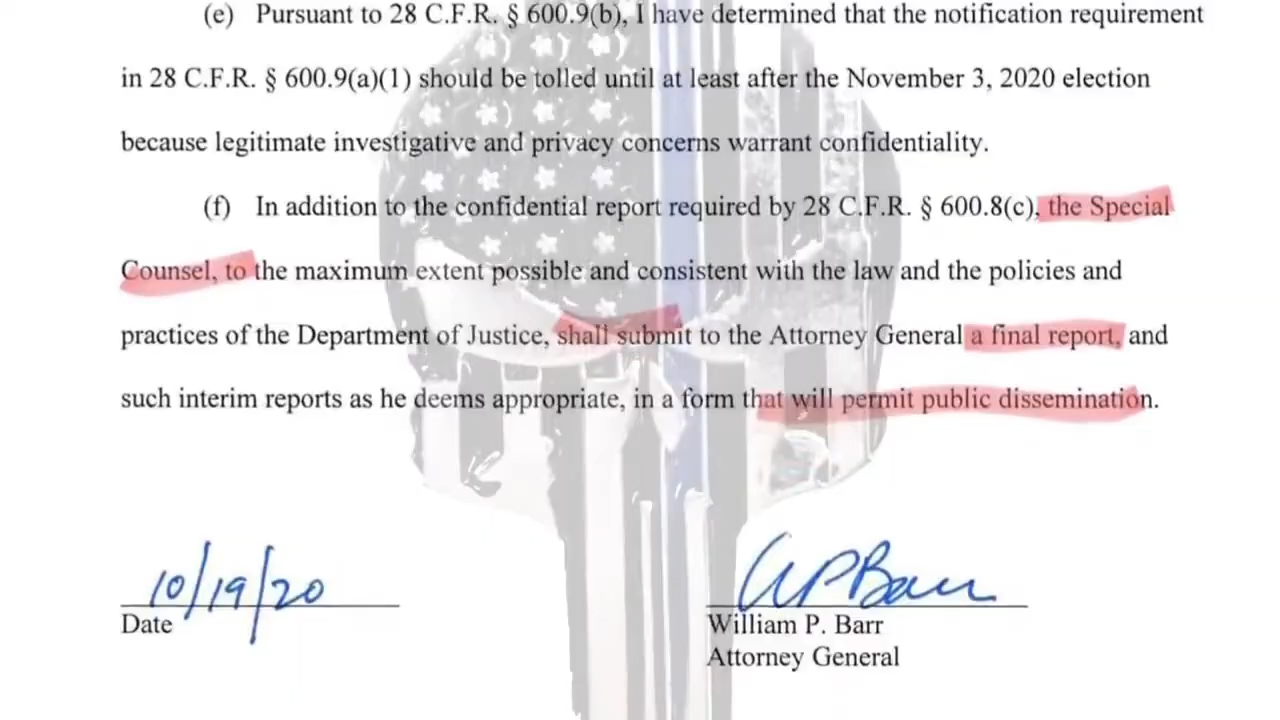 (e) Pursuant to 28 C.F.R. § 600.9(b), I have determined that the notification requirement
in 28 C.F.R. § 600.9(a)(1) should be tolled until at least after the November 3, 2020 election
because legitimate investigative and privacy concerns warrant confidentiality.
(f) In addition to the confidential report required by 28 C.F.R. § 600.8(c), the Special
Counsel, to the maximum extent possible and consistent with the law and the policies and
practices of the Department of Justice, shall submit to the Attorney General a final report, and
such interim reports as he deems appropriate, in a form that will permit public dissemination.
10/19/20
Date
WPBarr
William P. Barr
Attorney General